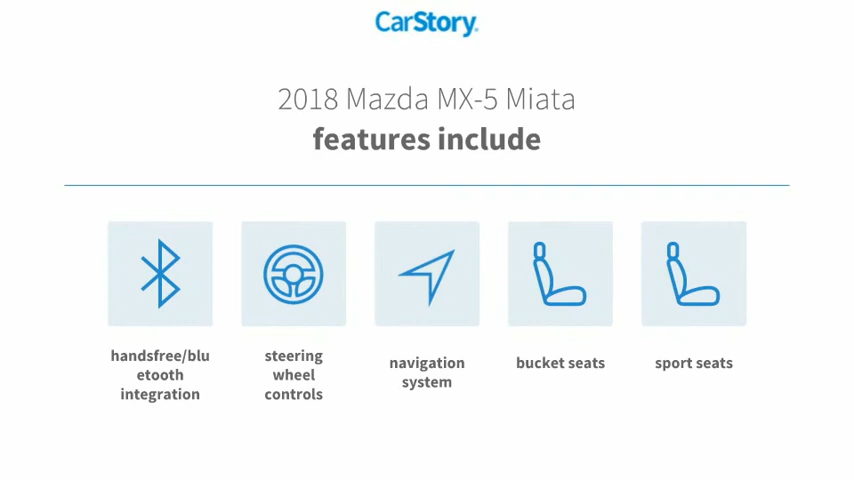 CarStory.
2018 Mazda MX-5 Miata
features include
handsfree/blu
etooth
integration
steering
wheel
controls
navigation
system
bucket seats
sport seats